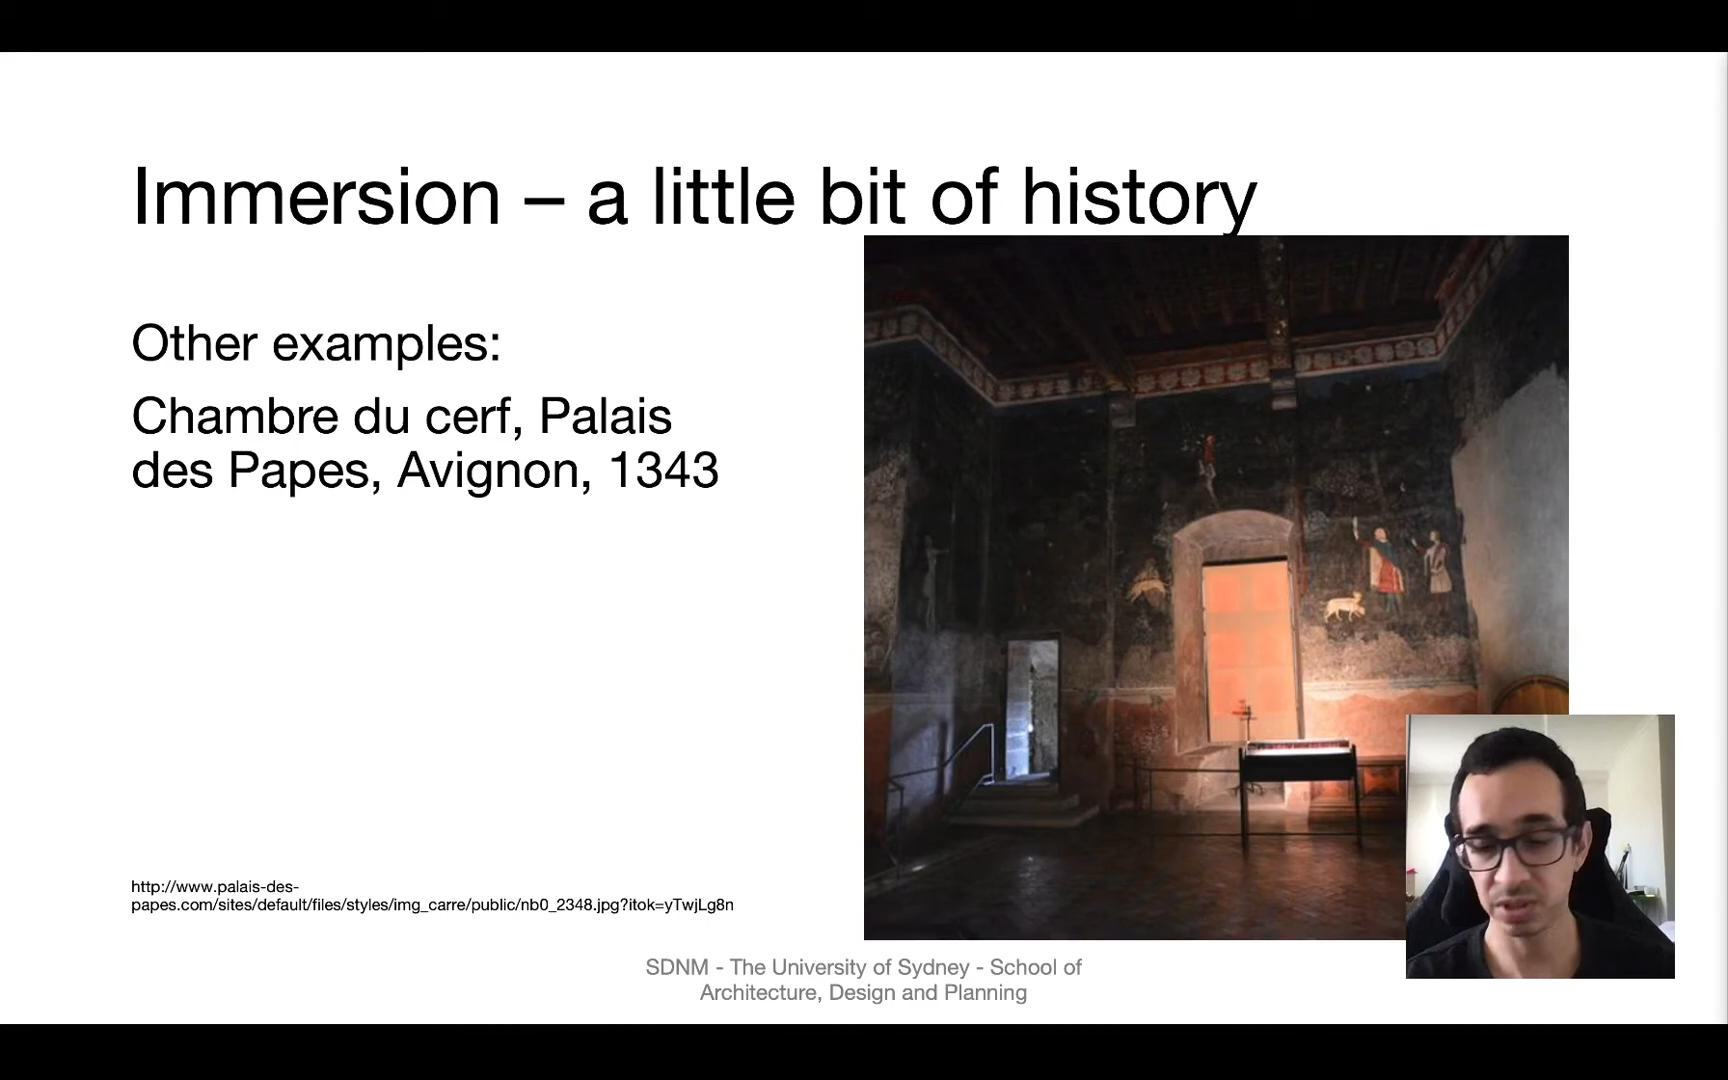 Immersion – a little bit of history
Other examples:
Chambre du cerf, Palais
des Papes, Avignon, 1343
http://www.palais-des-
papes.com/sites/default/files/styles/img_carre/public/nb0_2348.jpg?itok=yTwjLg8n
SDNM - The University of Sydney - School of
Architecture, Design and Planning